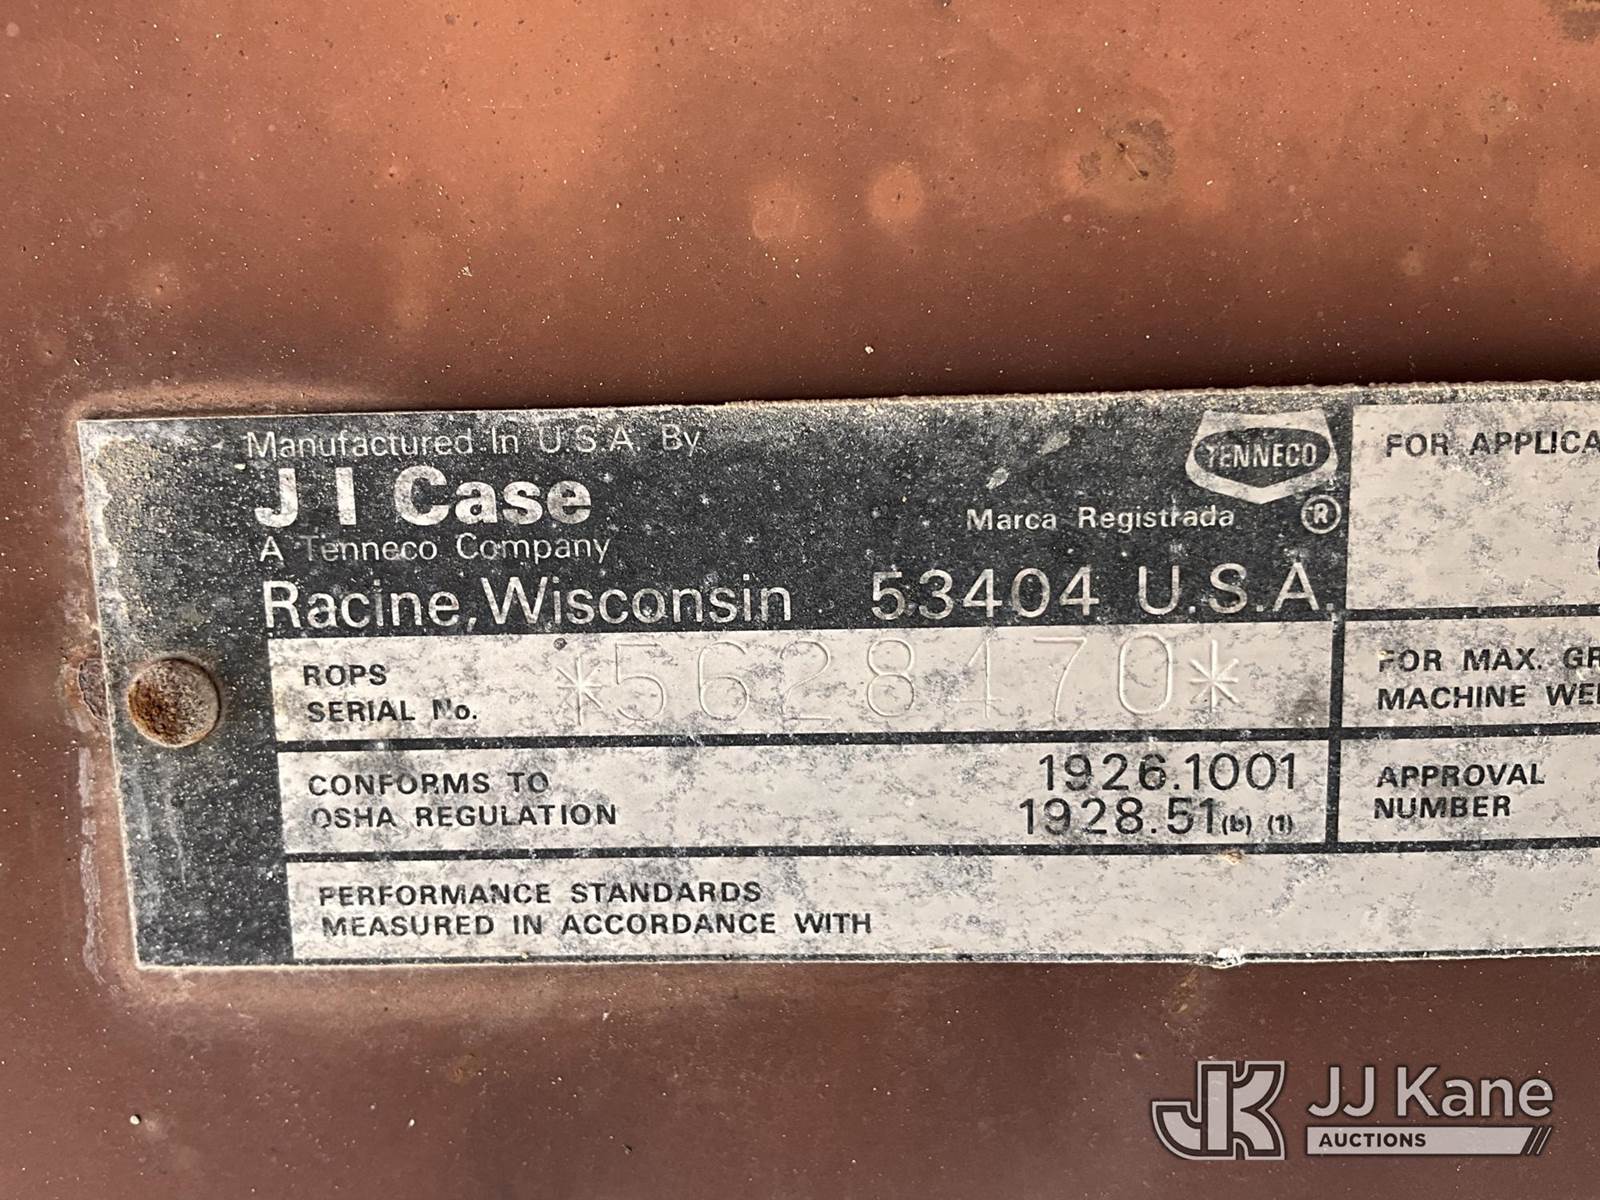 Manufactured In U.S.A. By
J I Case
A Tenneco Company
Racine, Wisconsin 53404 U.S.A.
TENNECO
Marca Registrada ®
ROPS
SERIAL No. *5628470*
CONFORMS TO
OSHA REGULATION
1926.1001
1928.51(b) (1)
PERFORMANCE STANDARDS
MEASURED IN ACCORDANCE WITH
FOR APPLICA
FOR MAX. GR
MACHINE WEI
APPROVAL
NUMBER
JK
JJ Kane
AUCTIONS